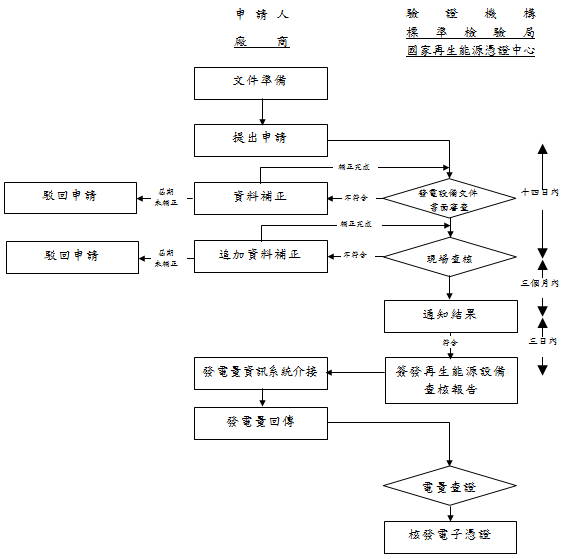 申請人
廠商
驗證機構
標準檢驗局
國家再生能源憑證中心
文件準備
提出申請
補正完成
發電設備文件
書面審查
不符合
資料補正
屆期
未補正
駁回申請
十四日內
補正完成
現場查核
不符合
追加資料補正
屆期
未補正
駁回申請
三個月內
通知結果
三日內
符合
簽發再生能源設備
查核報告
發電量資訊系統介接
發電量回傳
電量查證
核發電子憑證